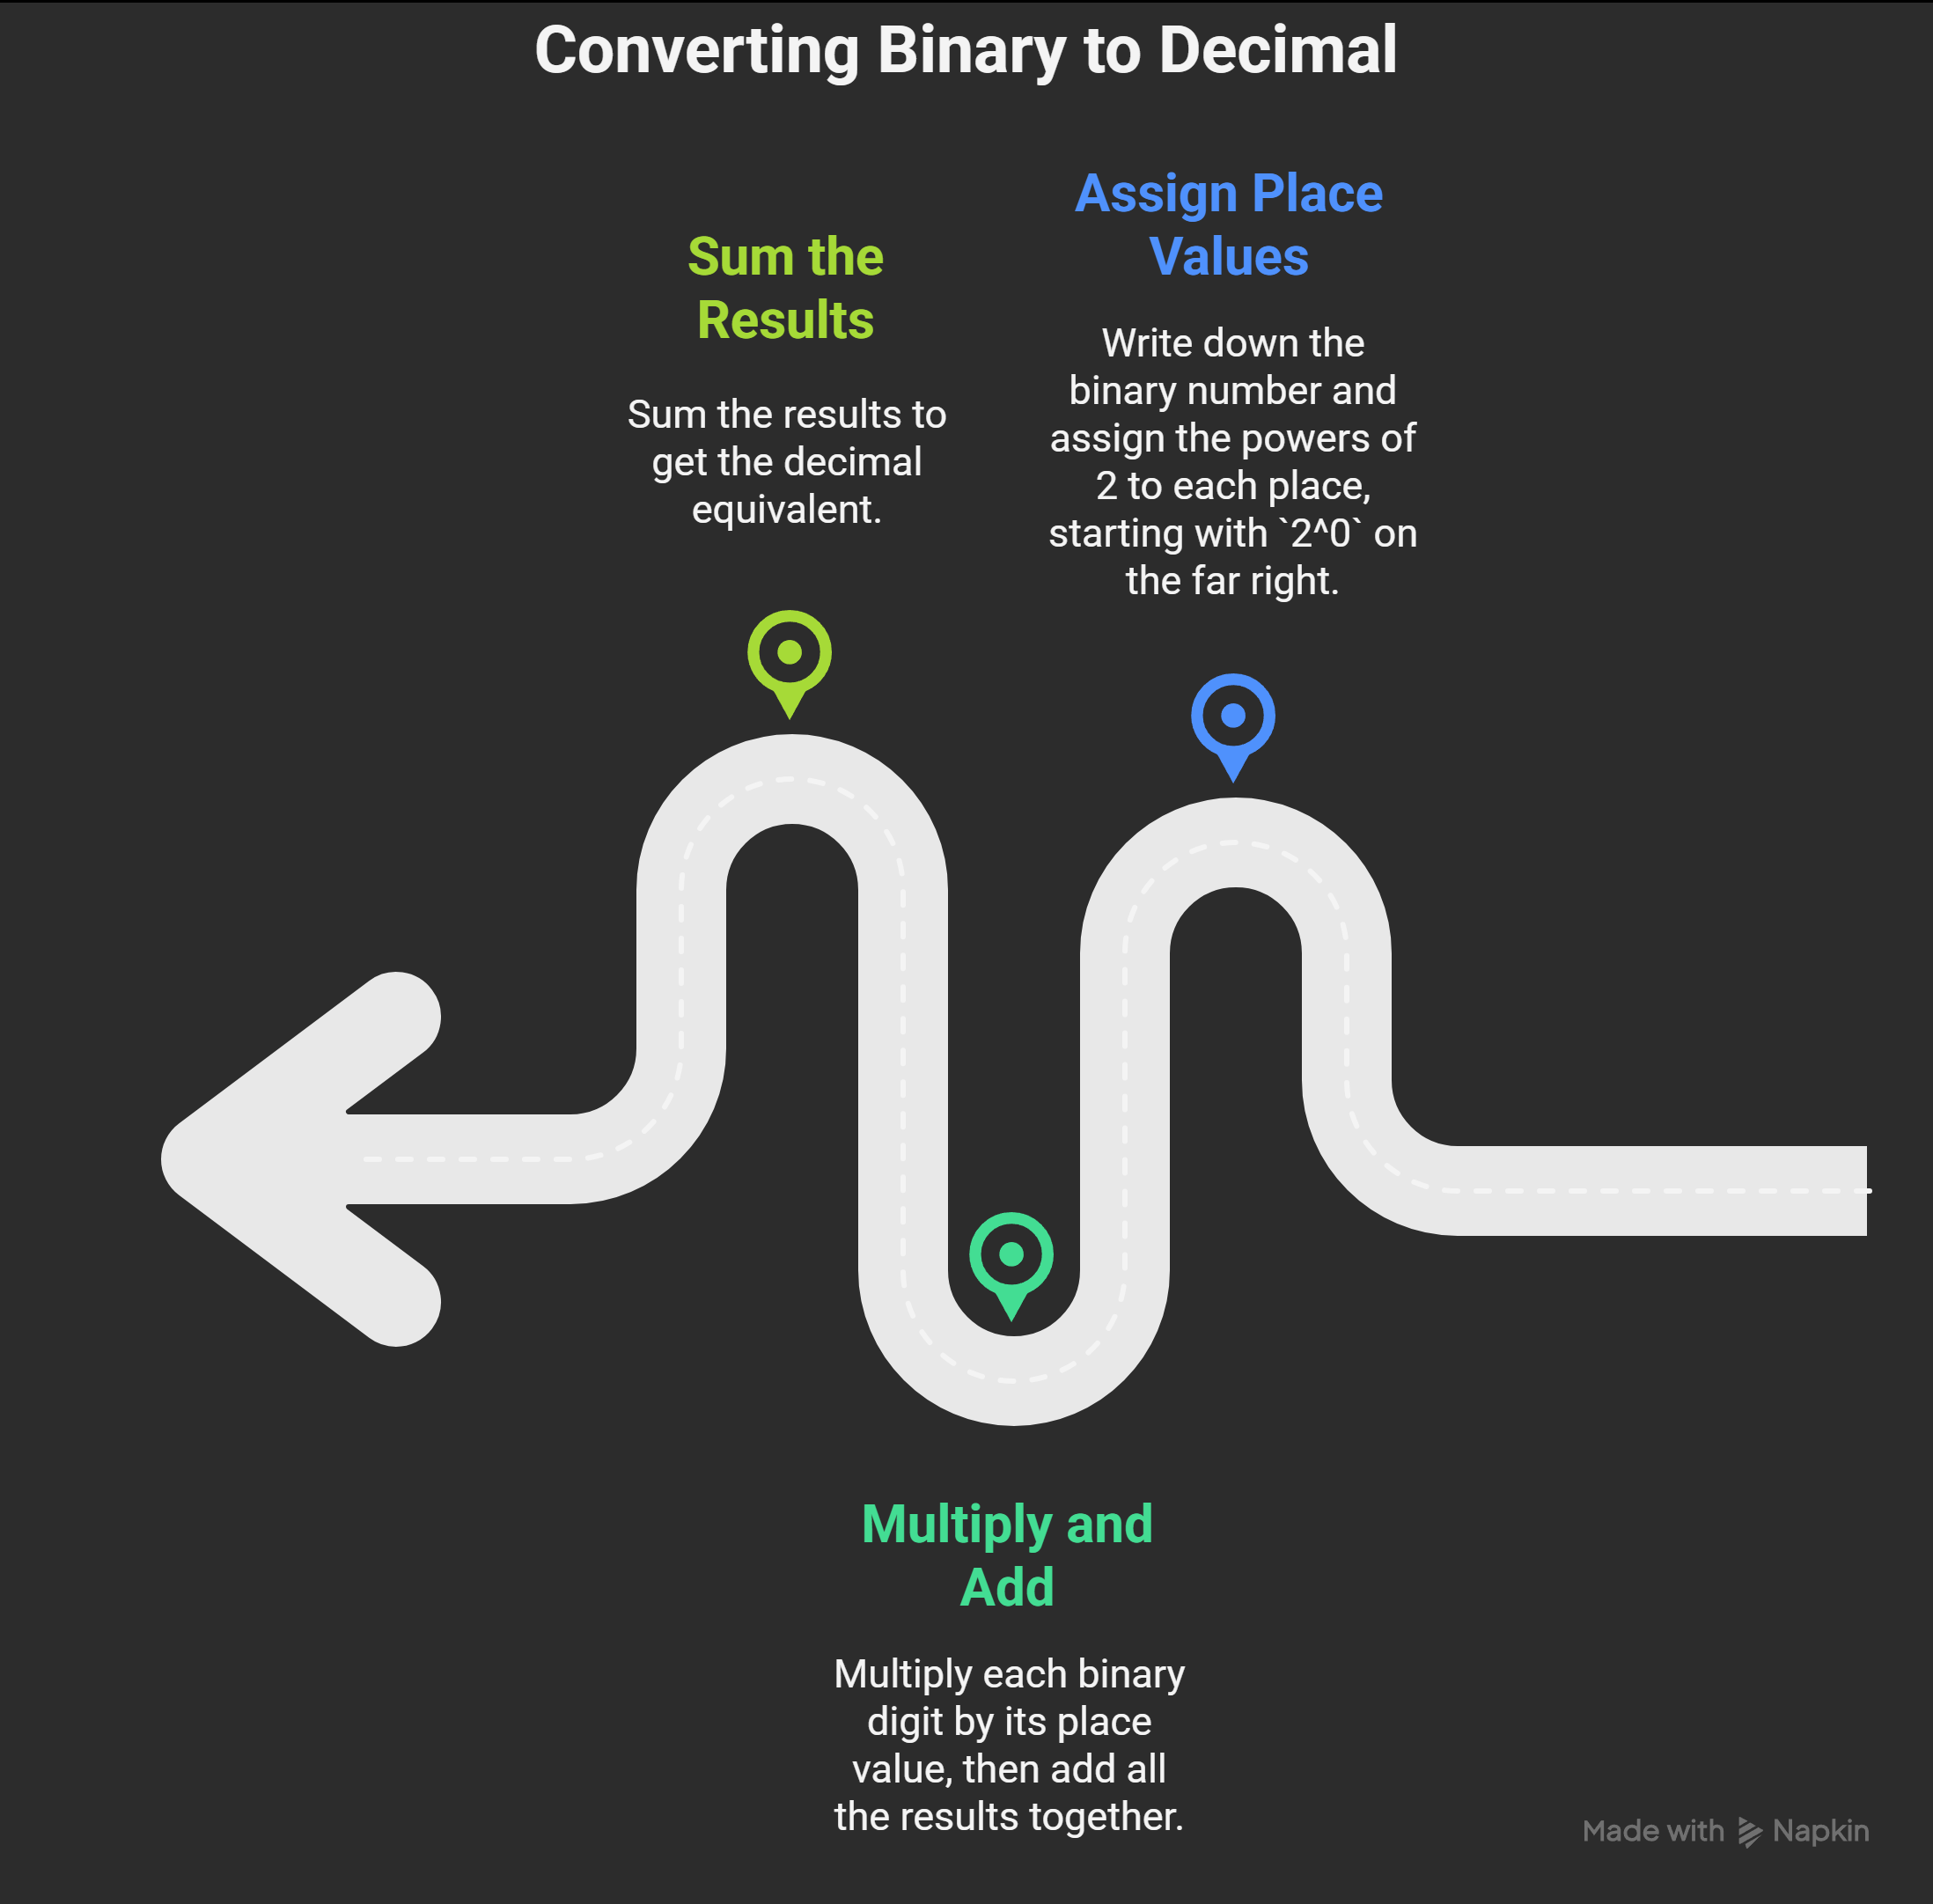 Converting Binary to Decimal
Sum the
Results
Sum the results to
get the decimal
equivalent.
Assign Place
Values
Write down the
binary number and
assign the powers of
2 to each place,
starting with `2^0` on
the far right.
Multiply and
Add
Multiply each binary
digit by its place
value, then add all
the results together.
Made with Napkin